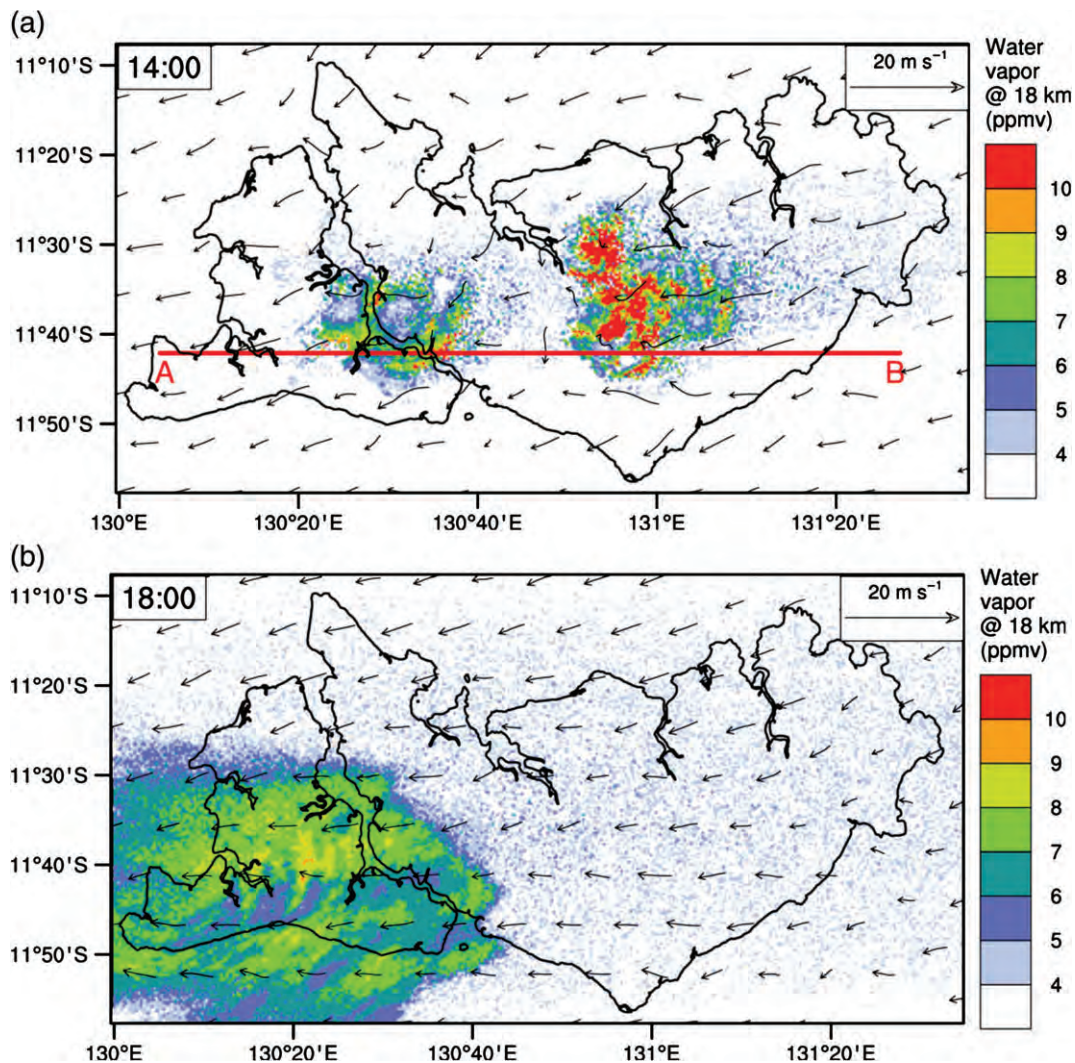 (a)
14:00
20 m s⁻¹
Water
vapor
@ 18 km
(ppmv)
11°10'S
11°20'S
11°30'S
11°40'S
11°50'S
A
B
10
9
8
7
6
5
4
130°E
130°20'E
130°40'E
131°E
131°20'E
(b)
18:00
20 m s⁻¹
Water
vapor
@ 18 km
(ppmv)
11°10'S
11°20'S
11°30'S
11°40'S
11°50'S
10
9
8
7
6
5
4
130°E
130°20'E
130°40'E
131°E
131°20'E